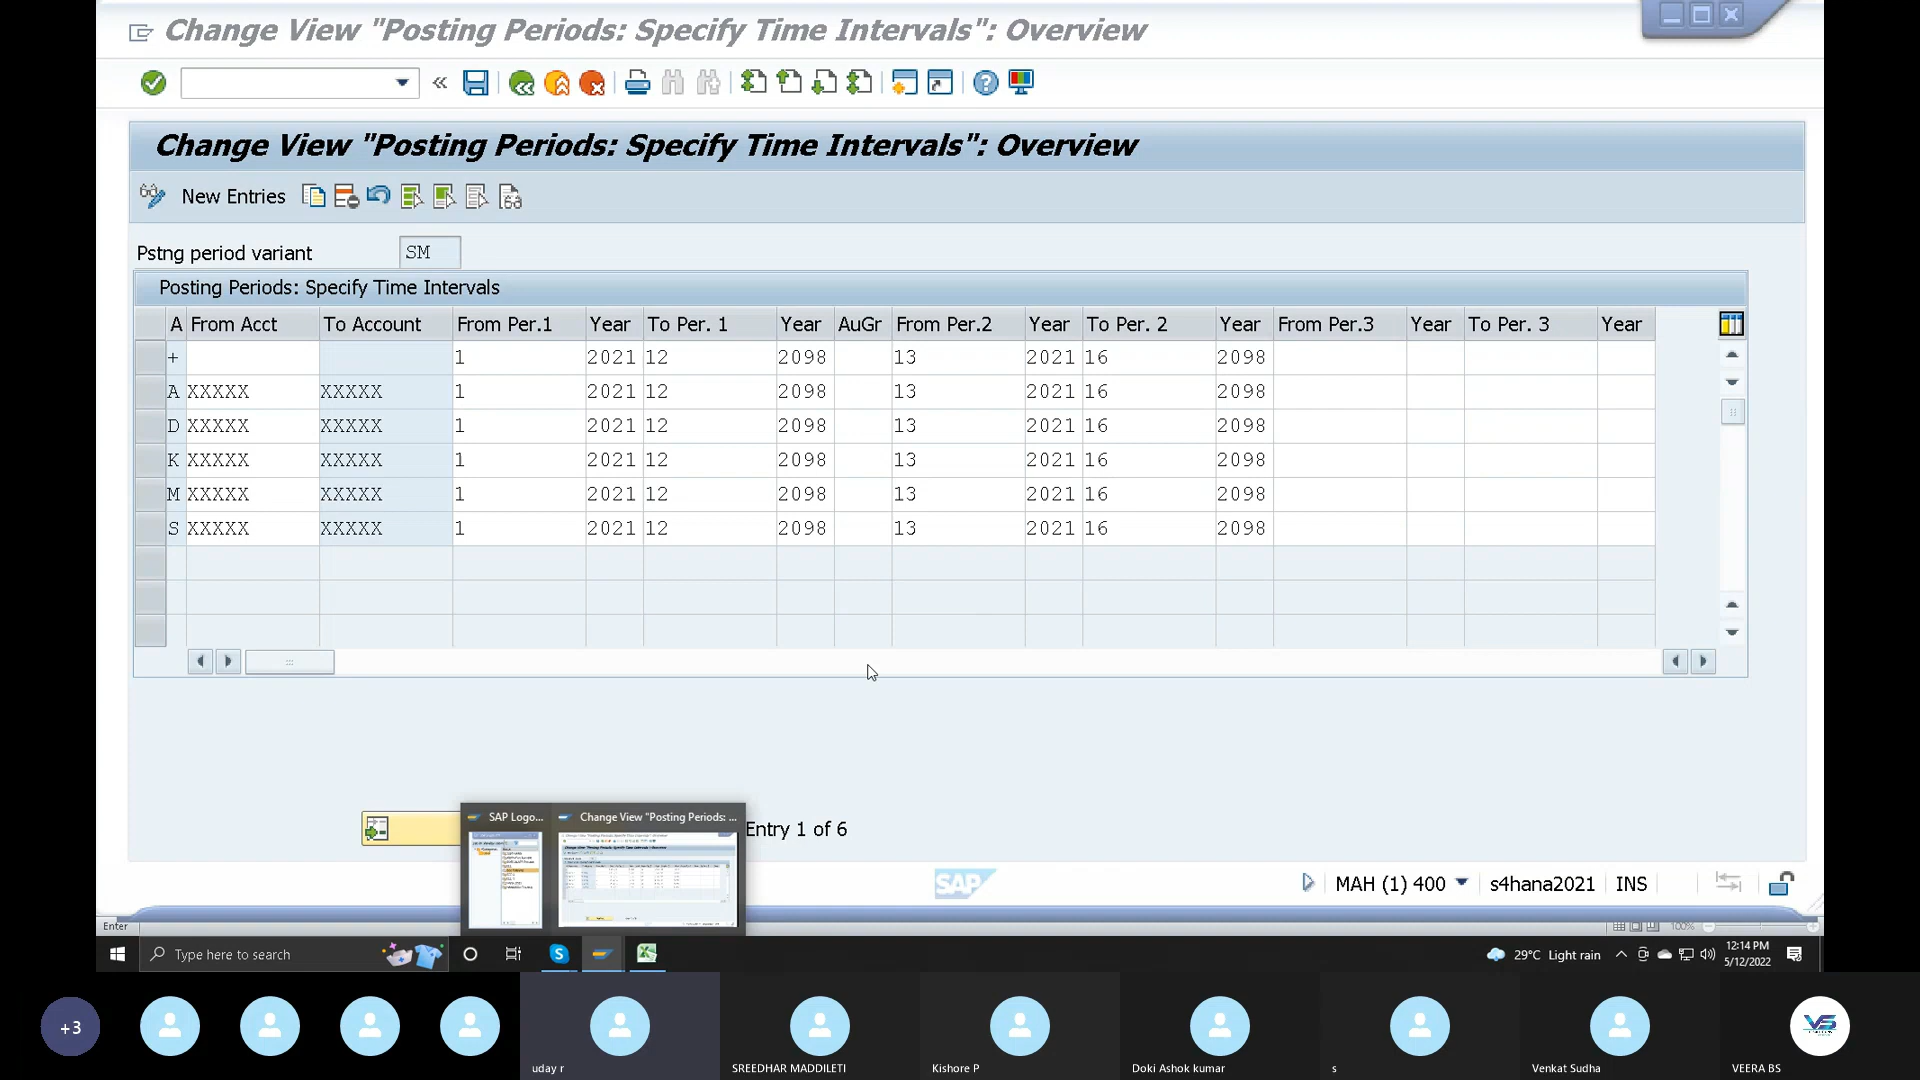 Change View "Posting Periods: Specify Time Intervals": Overview
Change View "Posting Periods: Specify Time Intervals": Overview
New Entries
Pstng period variant SM
Posting Periods: Specify Time Intervals
A From Acct To Account From Per.1 Year To Per. 1 Year AuGr From Per.2 Year To Per. 2 Year From Per.3 Year To Per. 3 Year
+ 1 2021 12 2098 13 2021 16 2098
A XXXXX XXXXX 1 2021 12 2098 13 2021 16 2098
D XXXXX XXXXX 1 2021 12 2098 13 2021 16 2098
K XXXXX XXXXX 1 2021 12 2098 13 2021 16 2098
M XXXXX XXXXX 1 2021 12 2098 13 2021 16 2098
S XXXXX XXXXX 1 2021 12 2098 13 2021 16 2098
SAP Logo... Change View "Posting Periods: ...
Entry 1 of 6
SAP MAH (1) 400 s4hana2021 INS
Enter 100%
Type here to search 29°C Light rain 12:14 PM
5/12/2022
+3
VS
uday r SREEDHAR MADDILETI Kishore P Doki Ashok kumar s Venkat Sudha VEERA BS